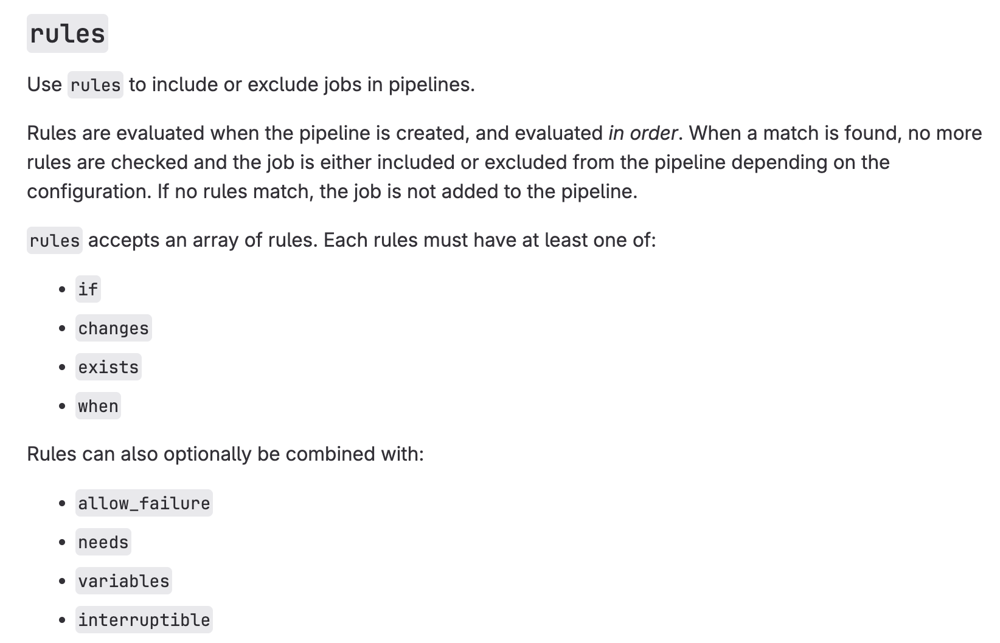 rules
Use rules to include or exclude jobs in pipelines.
Rules are evaluated when the pipeline is created, and evaluated in order. When a match is found, no more
rules are checked and the job is either included or excluded from the pipeline depending on the
configuration. If no rules match, the job is not added to the pipeline.
rules accepts an array of rules. Each rules must have at least one of:
• if
• changes
• exists
• when
Rules can also optionally be combined with:
• allow_failure
• needs
• variables
• interruptible